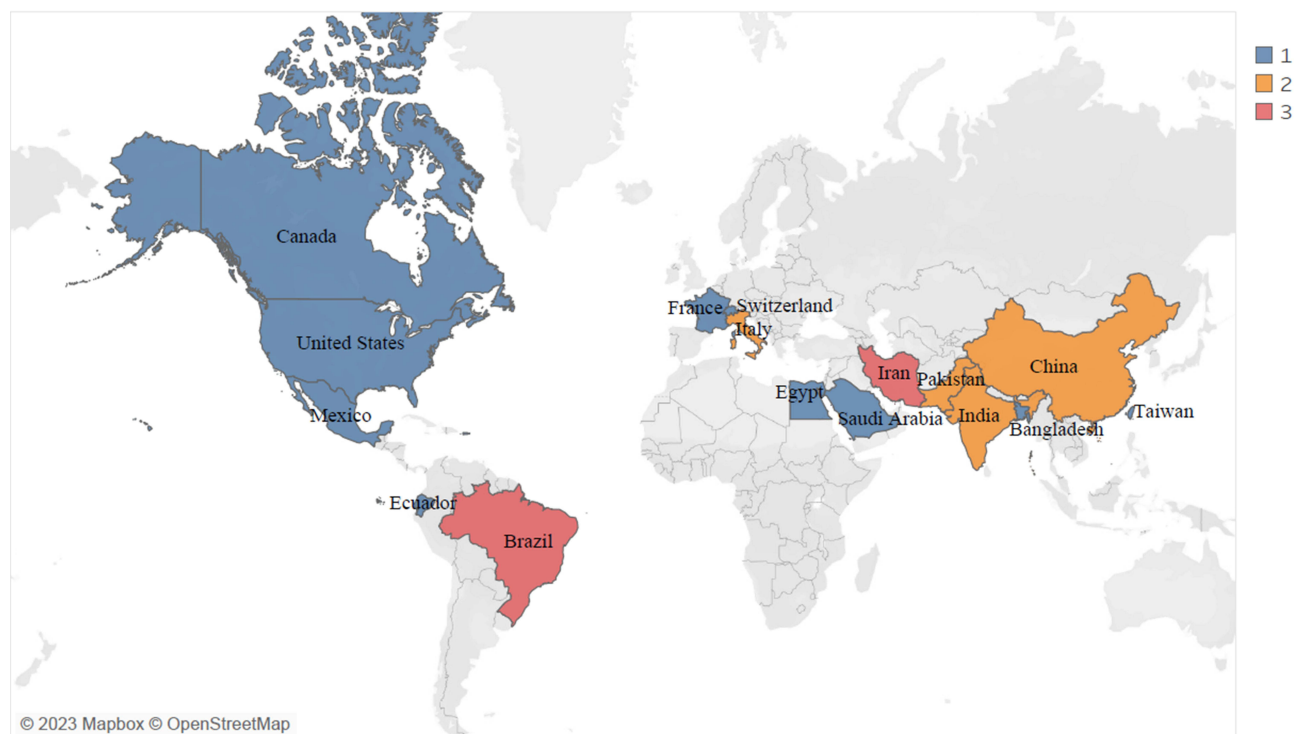 1
2
3
Canada
France
Switzerland
Italy
United States
China
Iran
Pakistan
Egypt
Mexico
Saudi Arabia
India
Taiwan
Bangladesh
Ecuador
Brazil
© 2023 Mapbox © OpenStreetMap